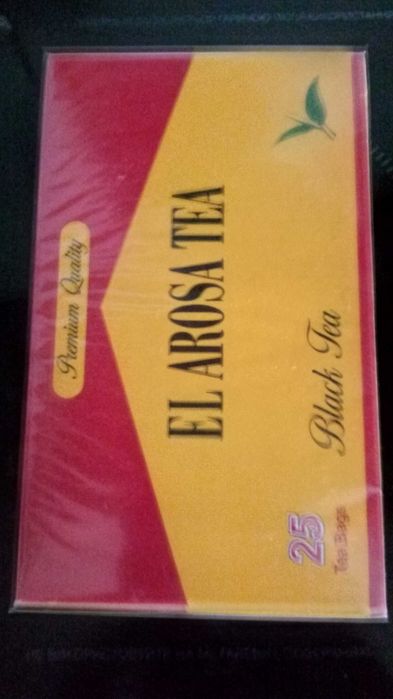 Premium Quality
EL AROSA TEA
Black Tea
25
Tea Bags